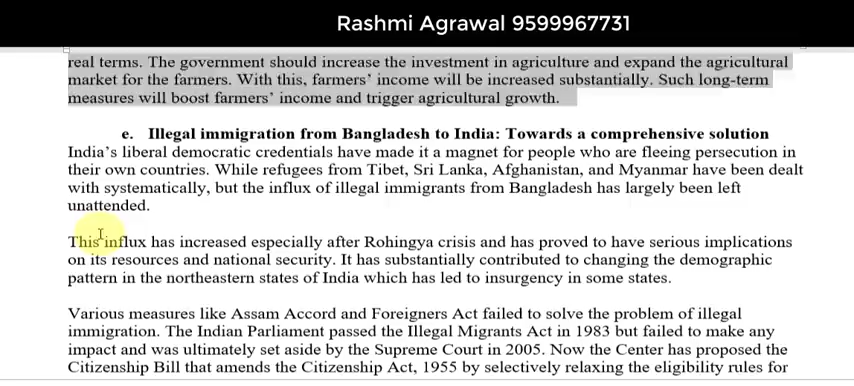 Rashmi Agrawal 9599967731
real terms. The government should increase the investment in agriculture and expand the agricultural
market for the farmers. With this, farmers’ income will be increased substantially. Such long-term
measures will boost farmers’ income and trigger agricultural growth.
e. Illegal immigration from Bangladesh to India: Towards a comprehensive solution
India’s liberal democratic credentials have made it a magnet for people who are fleeing persecution in
their own countries. While refugees from Tibet, Sri Lanka, Afghanistan, and Myanmar have been dealt
with systematically, but the influx of illegal immigrants from Bangladesh has largely been left
unattended.
This influx has increased especially after Rohingya crisis and has proved to have serious implications
on its resources and national security. It has substantially contributed to changing the demographic
pattern in the northeastern states of India which has led to insurgency in some states.
Various measures like Assam Accord and Foreigners Act failed to solve the problem of illegal
immigration. The Indian Parliament passed the Illegal Migrants Act in 1983 but failed to make any
impact and was ultimately set aside by the Supreme Court in 2005. Now the Center has proposed the
Citizenship Bill that amends the Citizenship Act, 1955 by selectively relaxing the eligibility rules for